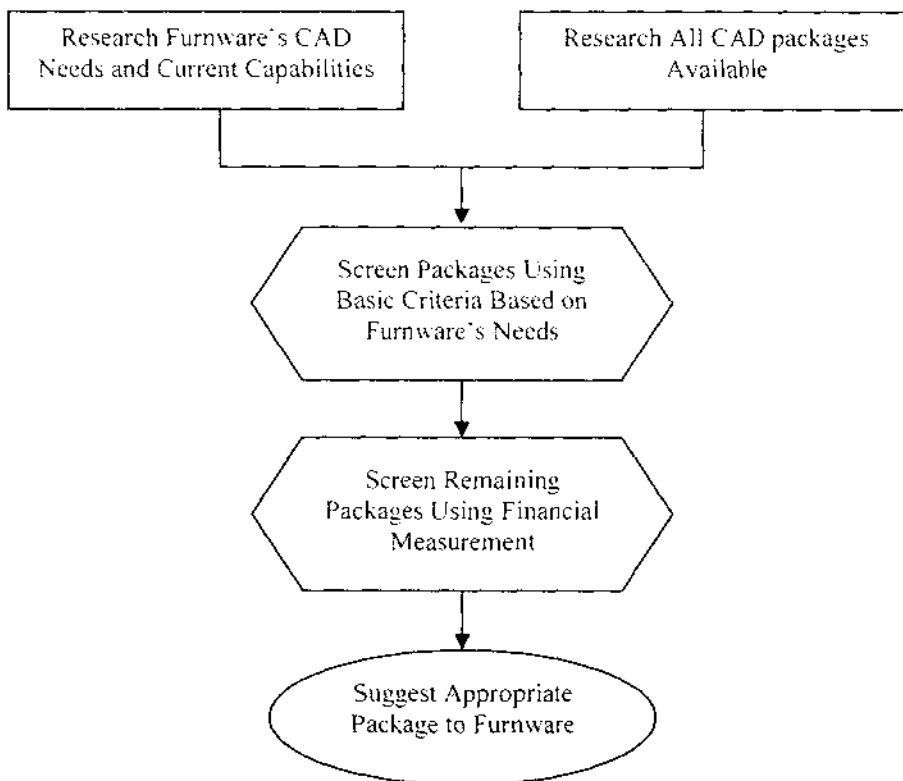 Research Furnware's CAD
Needs and Current Capabilities
Research All CAD packages
Available
Screen Packages Using
Basic Criteria Based on
Furnware's Needs
Screen Remaining
Packages Using Financial
Measurement
Suggest Appropriate
Package to Furnware